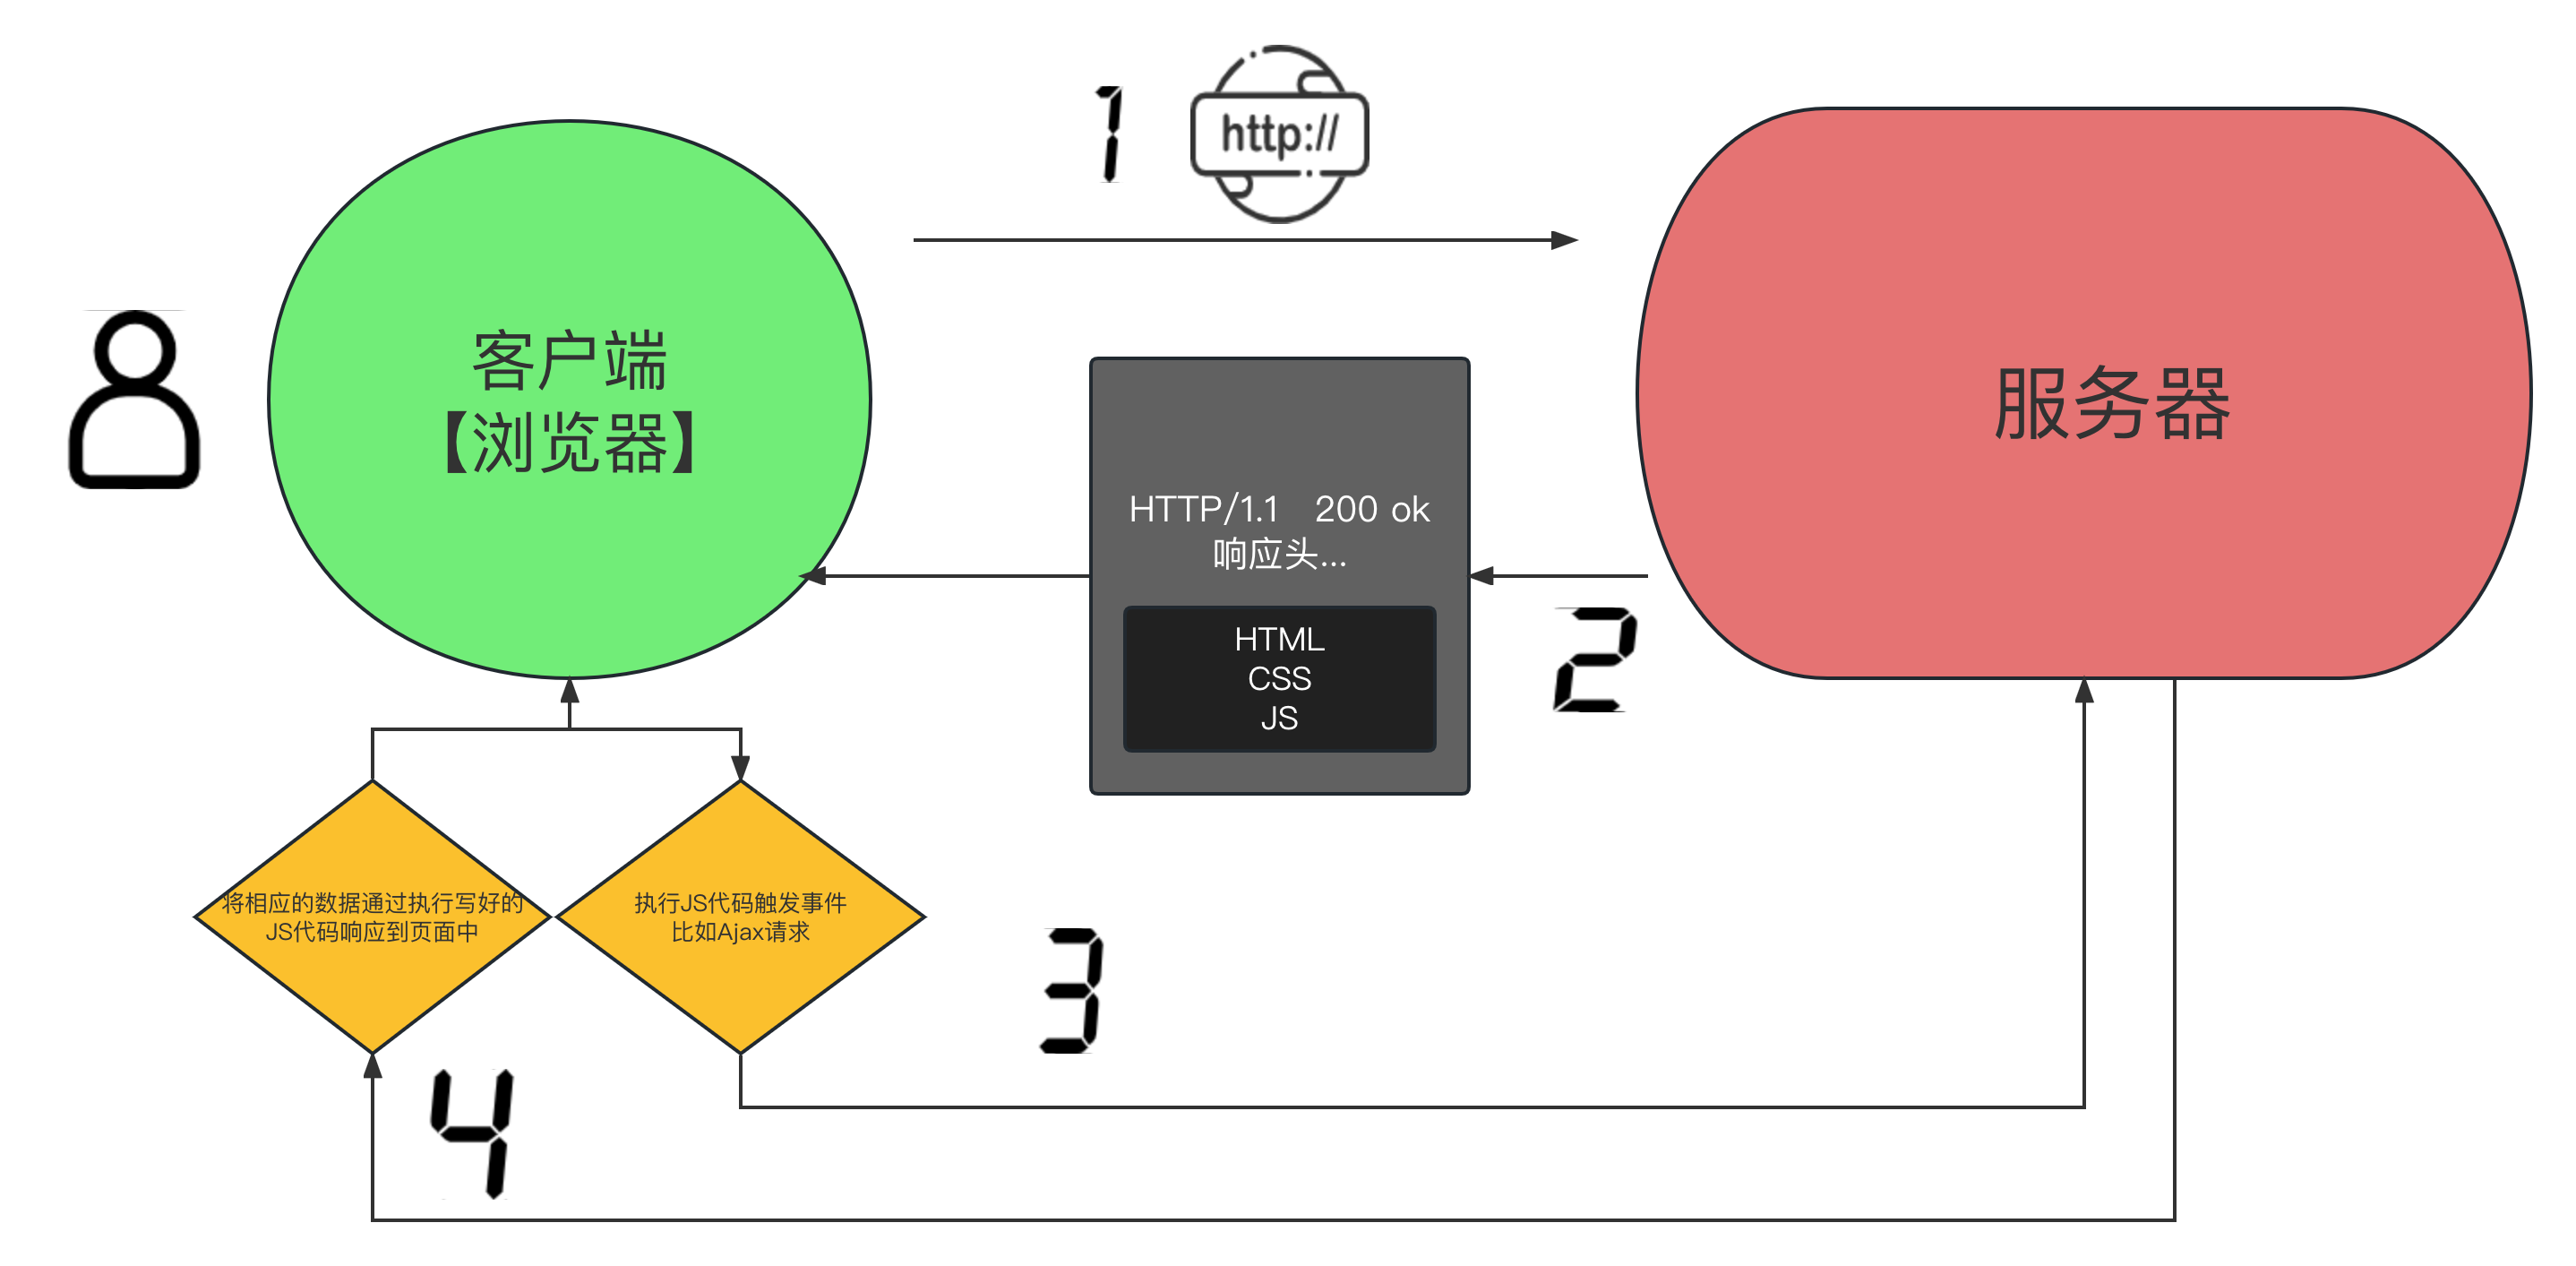 1
http://
客户端
【浏览器】
服务器
HTTP/1.1 200 ok
响应头...
HTML
CSS
JS
2
将相应的数据通过执行写好的
JS代码响应到页面中
执行JS代码触发事件
比如Ajax请求
3
4